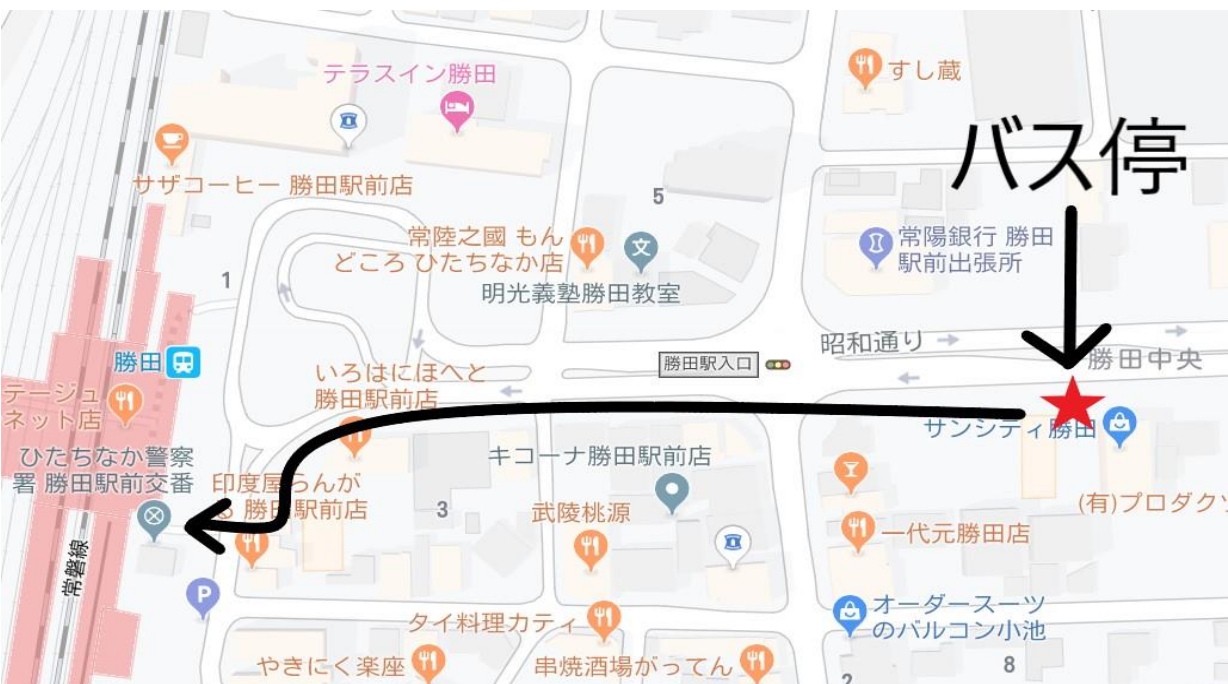 テラスイン勝田
すし蔵
バス停
サザコーヒー 勝田駅前店
5
常陸之國 もん
どころ ひたちなか店
常陽銀行 勝田
駅前出張所
1
明光義塾勝田教室
昭和通り
勝田
勝田駅入口
勝田中央
いろはにほへと
勝田駅前店
テージュ
ネット店
サンシティ勝田
ひたちなか警察
署 勝田駅前交番
キコーナ勝田駅前店
印度屋らんが
勝田駅前店
3
武陵桃源
(有)プロダク
一代元勝田店
常磐線
P
オーダースーツ
のバルコン小池
タイ料理カティ
やきにく楽座
串焼酒場がってん
2
8